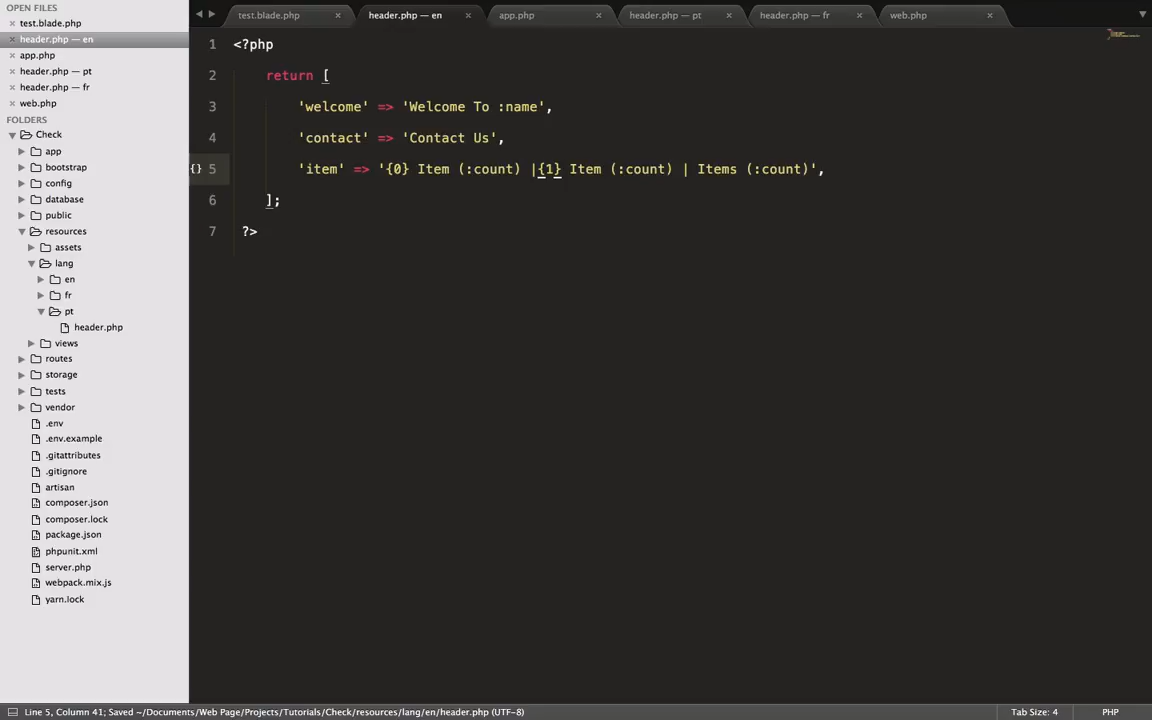 OPEN FILES
test.blade.php
header.php — en
app.php
header.php — pt
header.php — fr
web.php
FOLDERS
Check
app
bootstrap
config
database
public
resources
assets
lang
en
fr
pt
header.php
views
routes
storage
tests
vendor
.env
.env.example
.gitattributes
.gitignore
artisan
composer.json
composer.lock
package.json
phpunit.xml
server.php
webpack.mix.js
yarn.lock
test.blade.php
header.php — en
app.php
header.php — pt
header.php — fr
web.php
1 <?php
2 return [
3 'welcome' => 'Welcome To :name',
4 'contact' => 'Contact Us',
{} 5 'item' => '{0} Item (:count) |{1} Item (:count) | Items (:count)',
6 ];
7 ?>
Line 5, Column 41; Saved ~/Documents/Web Page/Projects/Tutorials/Check/resources/lang/en/header.php (UTF-8)
Tab Size: 4
PHP